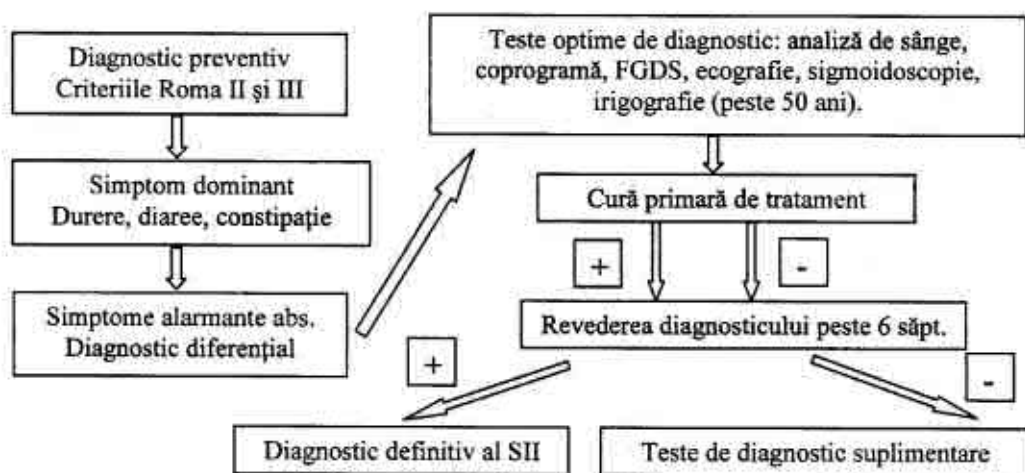 Diagnostic preventiv
Criteriile Roma II şi III
Simptom dominant
Durere, diaree, constipaţie
Simptome alarmante abs.
Diagnostic diferenţial
Teste optime de diagnostic: analiză de sânge,
coprogramă, FGDS, ecografie, sigmoidoscopie,
irigografie (peste 50 ani).
Cură primară de tratament
+
-
Revederea diagnosticului peste 6 săpt.
+
-
Diagnostic definitiv al SII
Teste de diagnostic suplimentare